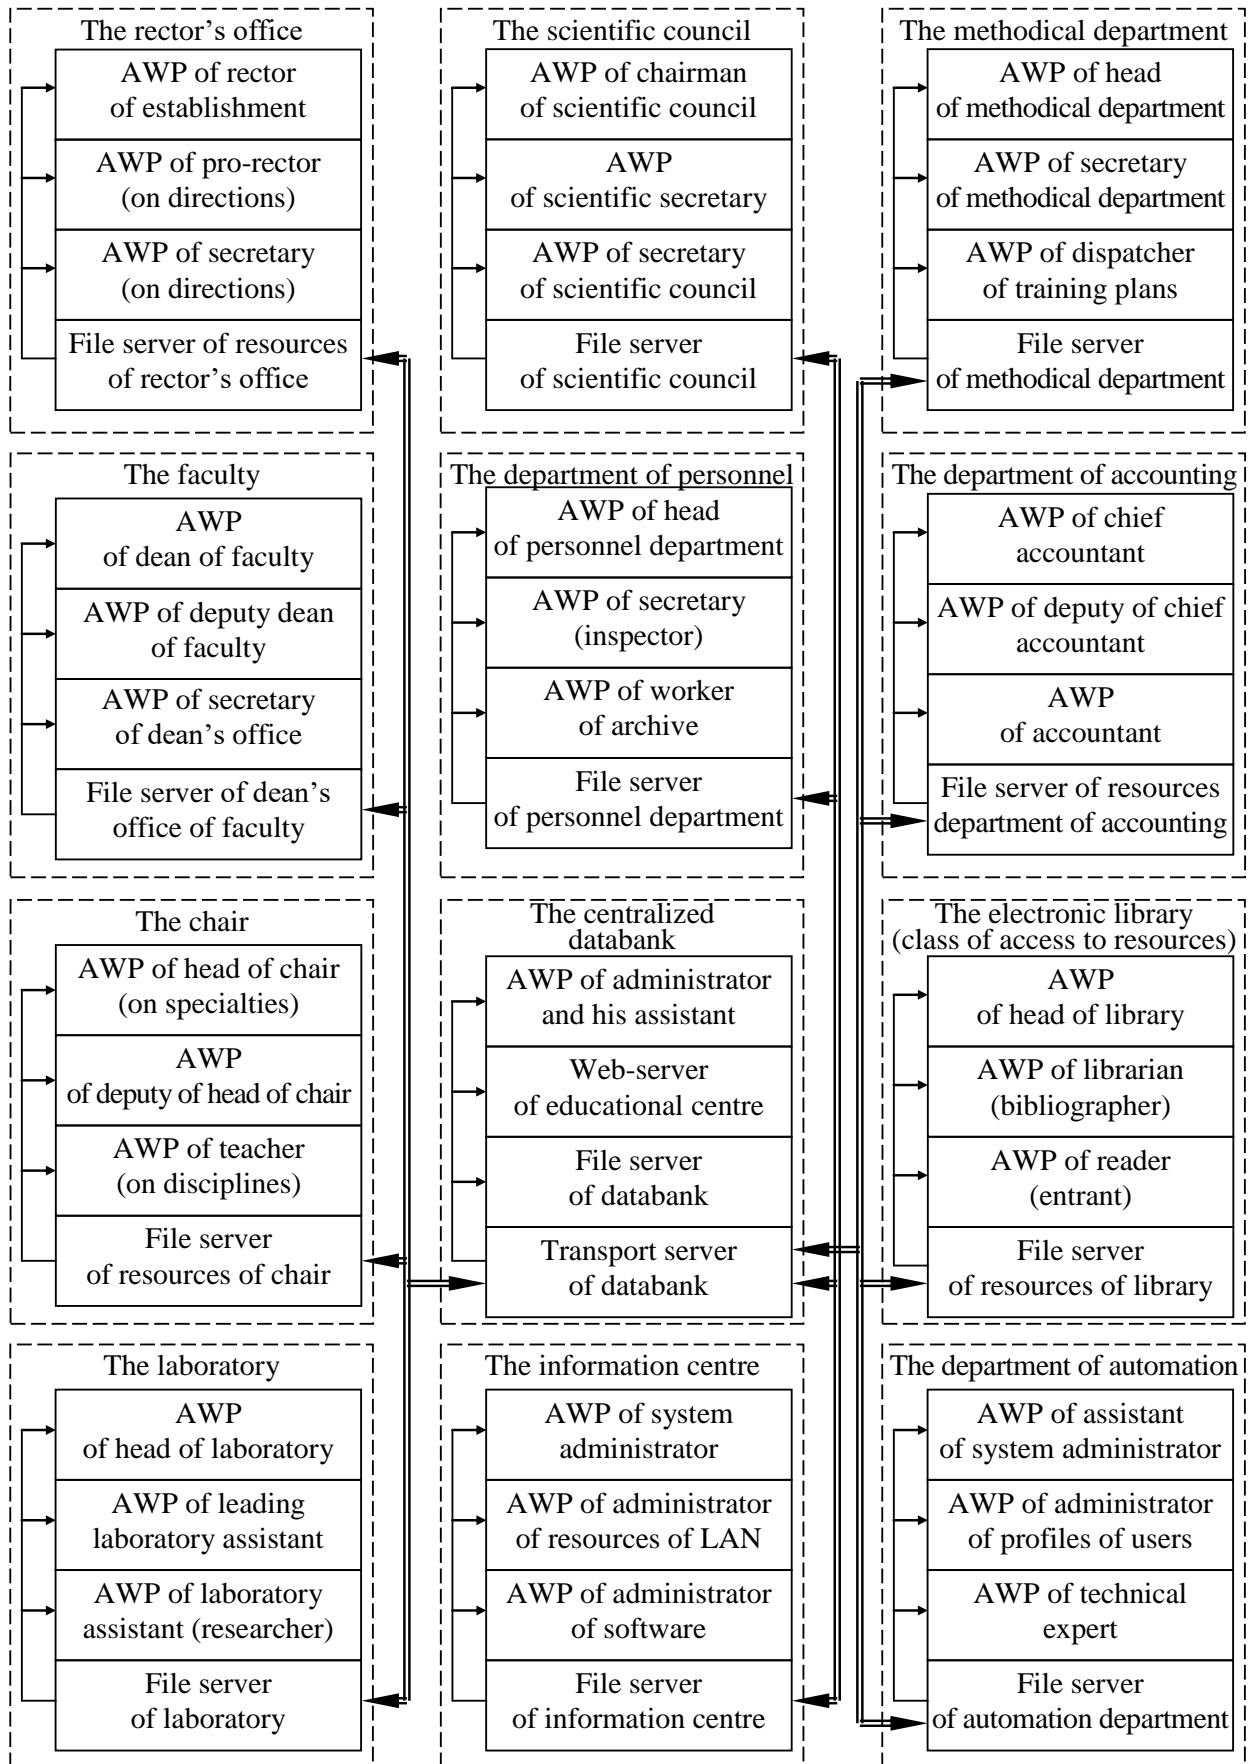 The rector’s office
AWP of rector
of establishment
AWP of pro-rector
(on directions)
AWP of secretary
(on directions)
File server of resources
of rector’s office
The scientific council
AWP of chairman
of scientific council
AWP
of scientific secretary
AWP of secretary
of scientific council
File server
of scientific council
The methodical department
AWP of head
of methodical department
AWP of secretary
of methodical department
AWP of dispatcher
of training plans
File server
of methodical department
The faculty
AWP
of dean of faculty
AWP of deputy dean
of faculty
AWP of secretary
of dean’s office
File server of dean’s
office of faculty
The department of personnel
AWP of head
of personnel department
AWP of secretary
(inspector)
AWP of worker
of archive
File server
of personnel department
The department of accounting
AWP of chief
accountant
AWP of deputy of chief
accountant
AWP
of accountant
File server of resources
department of accounting
The chair
AWP of head of chair
(on specialties)
AWP
of deputy of head of chair
AWP of teacher
(on disciplines)
File server
of resources of chair
The centralized
databank
AWP of administrator
and his assistant
Web-server
of educational centre
File server
of databank
Transport server
of databank
The electronic library
(class of access to resources)
AWP
of head of library
AWP of librarian
(bibliographer)
AWP of reader
(entrant)
File server
of resources of library
The laboratory
AWP
of head of laboratory
AWP of leading
laboratory assistant
AWP of laboratory
assistant (researcher)
File server
of laboratory
The information centre
AWP of system
administrator
AWP of administrator
of resources of LAN
AWP of administrator
of software
File server
of information centre
The department of automation
AWP of assistant
of system administrator
AWP of administrator
of profiles of users
AWP of technical
expert
File server
of automation department